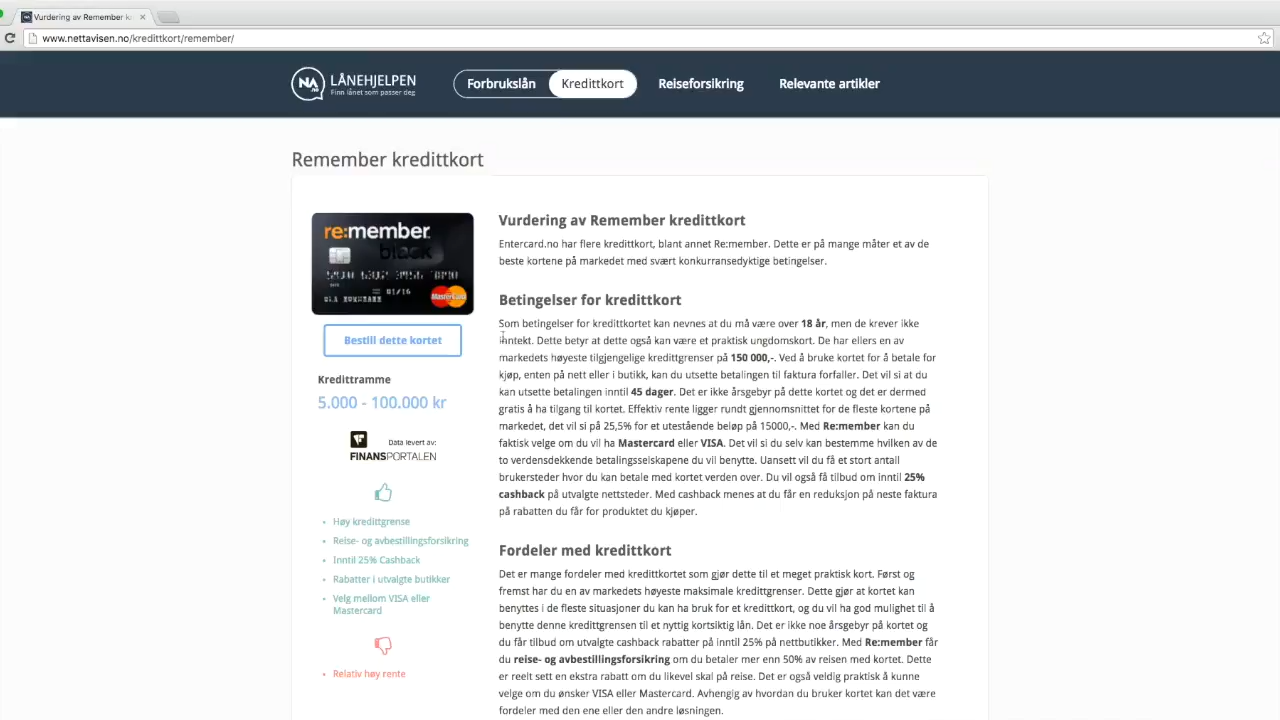 Vurdering av Remember k
www.nettavisen.no/kredittkort/remember/
NA
.no
LÅNEHJELPEN
Finn lånet som passer deg
Forbrukslån
Kredittkort
Reiseforsikring
Relevante artikler
Remember kredittkort
re:member
black
01/16
MasterCard
Bestill dette kortet
Kredittramme
5.000 - 100.000 kr
Data levert av:
FINANSPORTALEN
Høy kredittgrense
Reise- og avbestillingsforsikring
Inntil 25% Cashback
Rabatter i utvalgte butikker
Velg mellom VISA eller
Mastercard
Relativ høy rente
Vurdering av Remember kredittkort
Entercard.no har flere kredittkort, blant annet Re:member. Dette er på mange måter et av de
beste kortene på markedet med svært konkurransedyktige betingelser.
Betingelser for kredittkort
Som betingelser for kredittkortet kan nevnes at du må være over 18 år, men de krever ikke
inntekt. Dette betyr at dette også kan være et praktisk ungdomskort. De har ellers en av
markedets høyeste tilgjengelige kredittgrenser på 150 000,-. Ved å bruke kortet for å betale for
kjøp, enten på nett eller i butikk, kan du utsette betalingen til faktura forfaller. Det vil si at du
kan utsette betalingen inntil 45 dager. Det er ikke årsgebyr på dette kortet og det er dermed
gratis å ha tilgang til kortet. Effektiv rente ligger rundt gjennomsnittet for de fleste kortene på
markedet, det vil si på 25,5% for et utestående beløp på 15000,-. Med Re:member kan du
faktisk velge om du vil ha Mastercard eller VISA. Det vil si du selv kan bestemme hvilken av de
to verdensdekkende betalingsselskapene du vil benytte. Uansett vil du få et stort antall
brukersteder hvor du kan betale med kortet verden over. Du vil også få tilbud om inntil 25%
cashback på utvalgte nettsteder. Med cashback menes at du får en reduksjon på neste faktura
på rabatten du får for produktet du kjøper.
Fordeler med kredittkort
Det er mange fordeler med kredittkortet som gjør dette til et meget praktisk kort. Først og
fremst har du en av markedets høyeste maksimale kredittgrenser. Dette gjør at kortet kan
benyttes i de fleste situasjoner du kan ha bruk for et kredittkort, og du vil ha god mulighet til å
benytte denne kredittgrensen til et nyttig kortsiktig lån. Det er ikke noe årsgebyr på kortet og
du får tilbud om utvalgte cashback rabatter på inntil 25% på nettbutikker. Med Re:member får
du reise- og avbestillingsforsikring om du betaler mer enn 50% av reisen med kortet. Dette
er reelt sett en ekstra rabatt om du likevel skal på reise. Det er også veldig praktisk å kunne
velge om du ønsker VISA eller Mastercard. Avhengig av hvordan du bruker kortet kan det være
fordeler med den ene eller den andre løsningen.